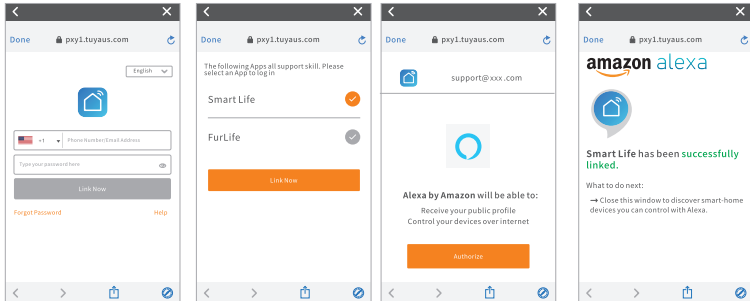 Done
pxy1.tuyaus.com
English
+1
Phone Number/Email Address
Type your password here
Link Now
Forgot Password
Help
Done
pxy1.tuyaus.com
The following Apps all support skill. Please
select an App to log in
Smart Life
FurLife
Link Now
Done
pxy1.tuyaus.com
support@xxx.com
Alexa by Amazon will be able to:
Receive your public profile
Control your devices over internet
Authorize
Done
pxy1.tuyaus.com
amazon alexa
Smart Life has been successfully
linked.
What to do next:
→ Close this window to discover smart-home
devices you can control with Alexa.